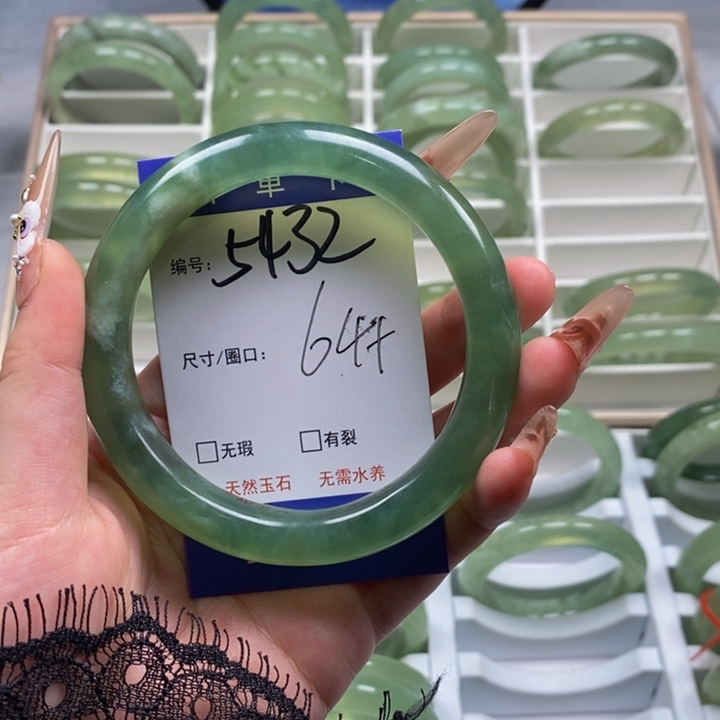 单
编号: 5432
尺寸/圈口: 64+
□无瑕 □有裂
天然玉石 无需水养